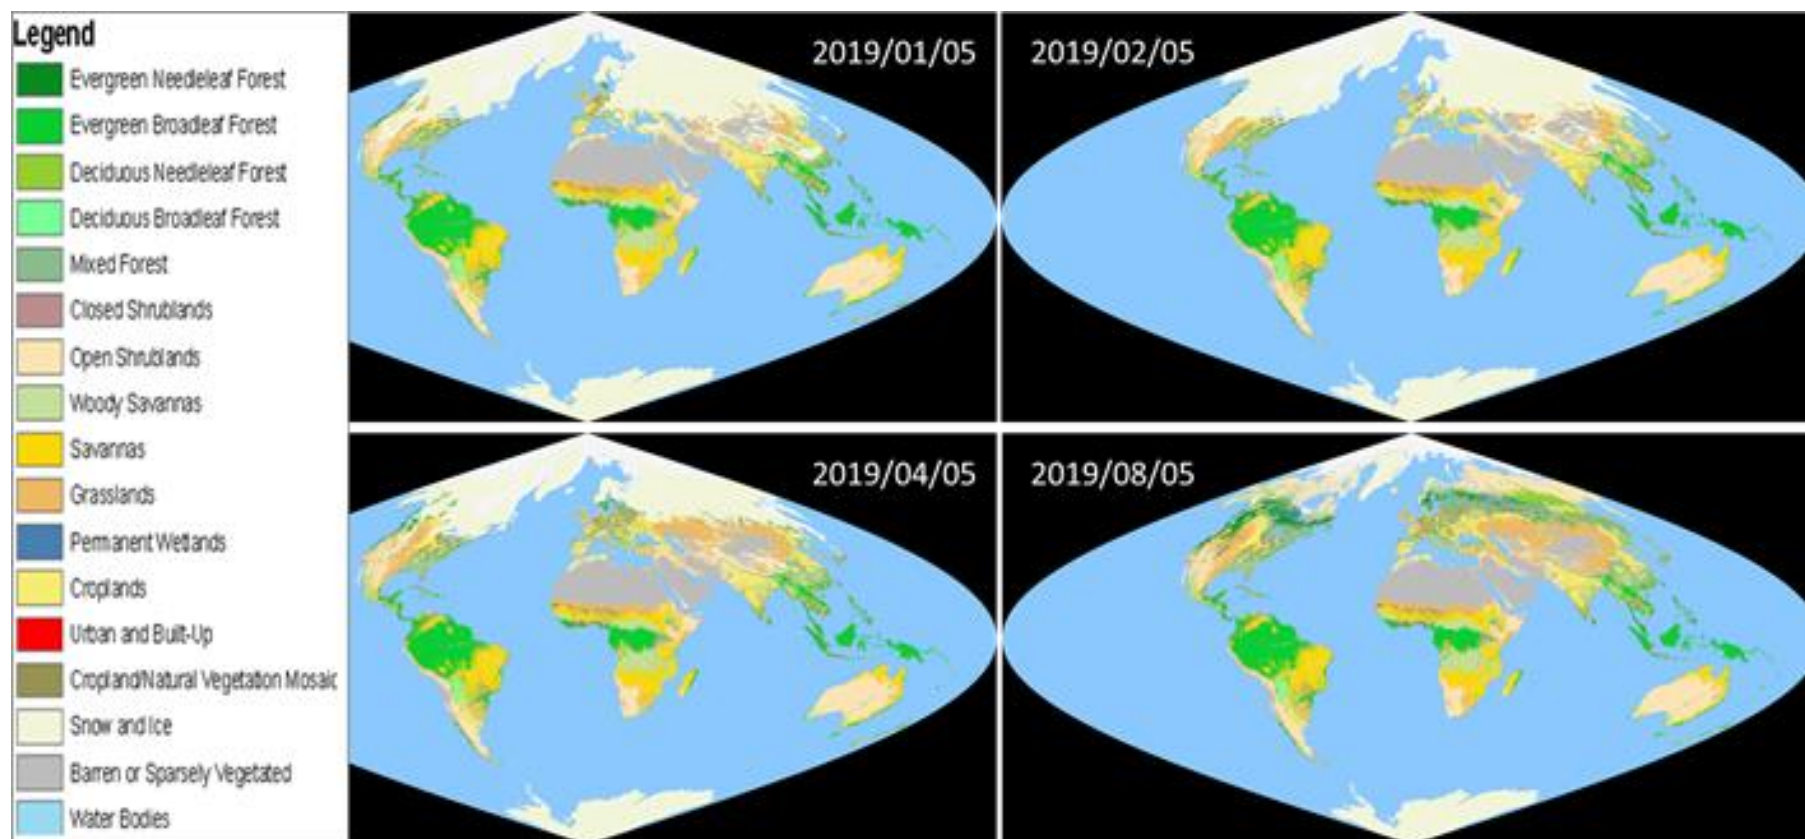 Legend
Evergreen Needleleaf Forest
Evergreen Broadleaf Forest
Deciduous Needleleaf Forest
Deciduous Broadleaf Forest
Mixed Forest
Closed Shrublands
Open Shrublands
Woody Savannas
Savannas
Grasslands
Permanent Wetlands
Croplands
Urban and Built-Up
Cropland/Natural Vegetation Mosaic
Snow and Ice
Barren or Sparsely Vegetated
Water Bodies
2019/01/05
2019/02/05
2019/04/05
2019/08/05